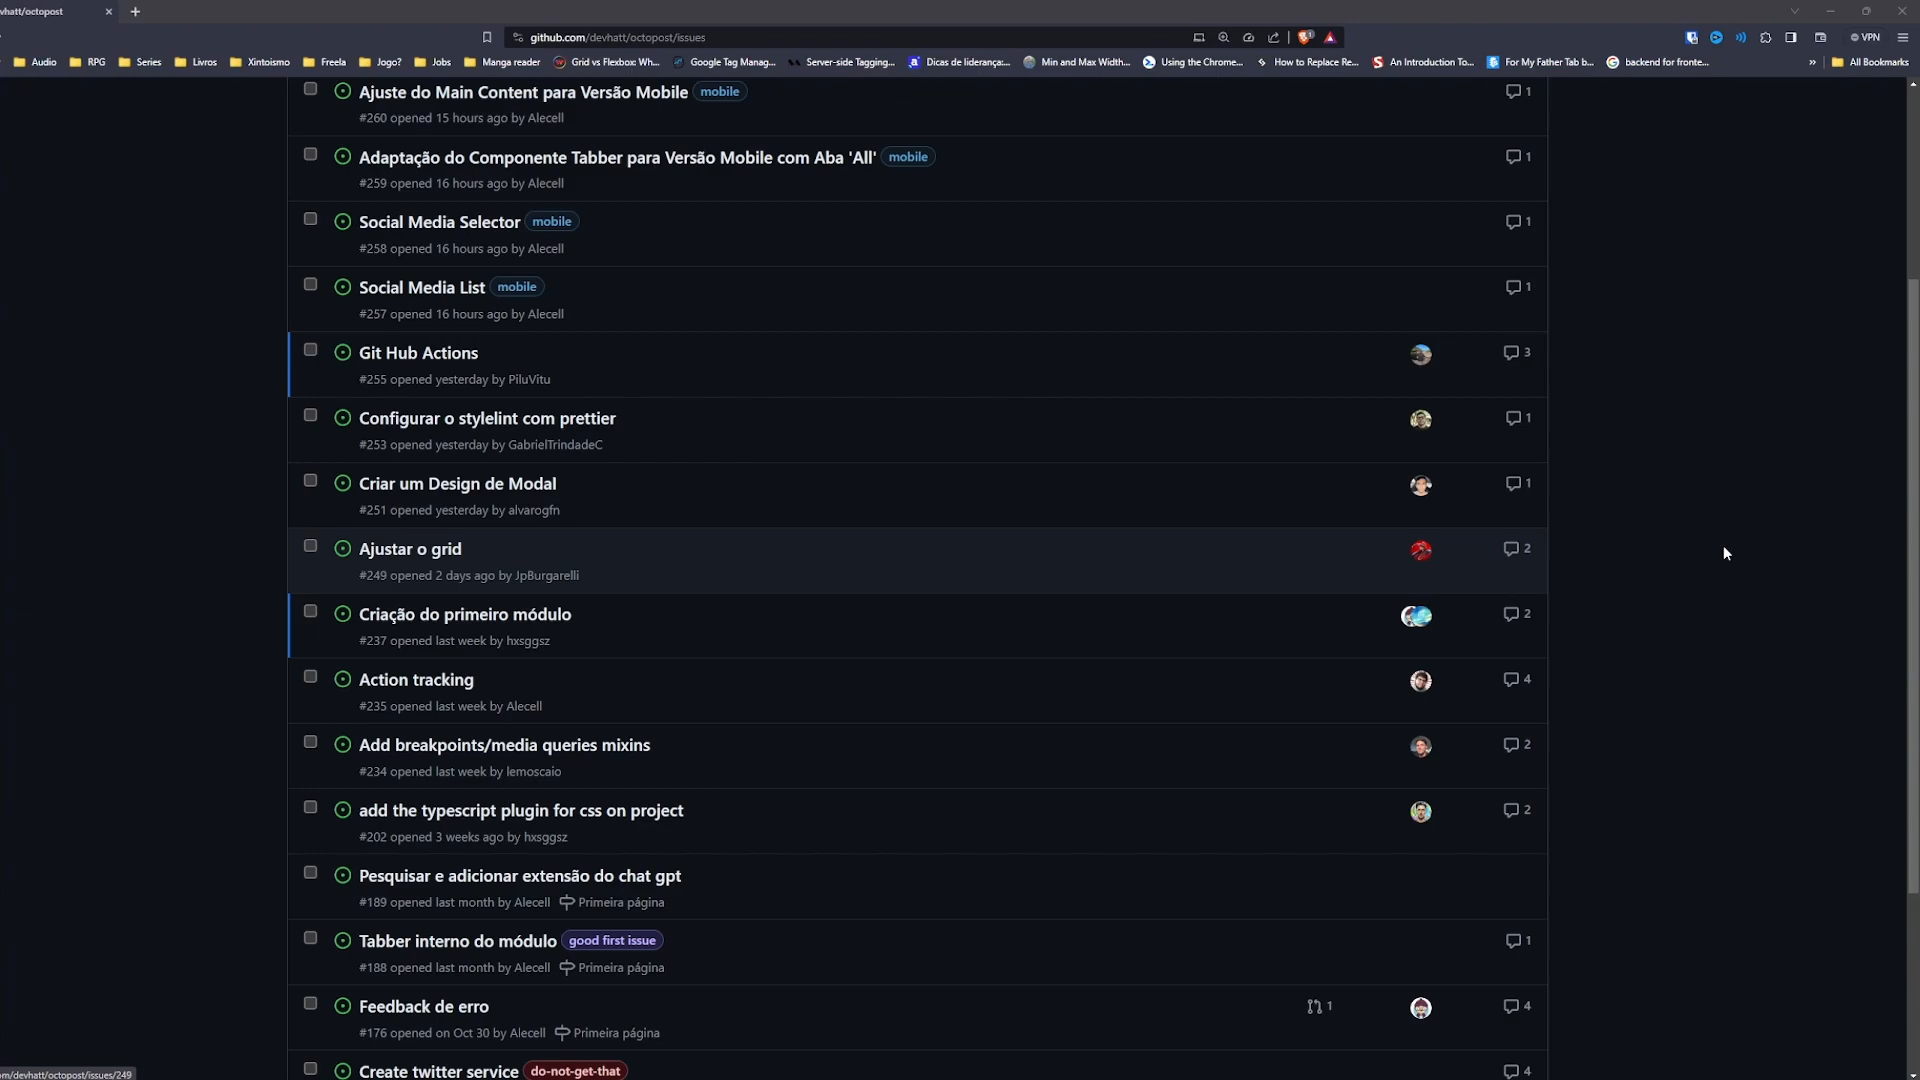 vhatt/octopost
github.com/devhatt/octopost/issues
VPN
Audio
RPG
Series
Livros
Xintoismo
Freela
Jogo?
Jobs
Manga reader
Grid vs Flexbox: Wh...
Google Tag Manag...
Server-side Tagging...
Dicas de liderança:...
Min and Max Width...
Using the Chrome...
How to Replace Re...
An Introduction To...
For My Father Tab b...
backend for fronte...
»
All Bookmarks
Ajuste do Main Content para Versão Mobile mobile 1
#260 opened 15 hours ago by Alecell
Adaptação do Componente Tabber para Versão Mobile com Aba 'All' mobile 1
#259 opened 16 hours ago by Alecell
Social Media Selector mobile 1
#258 opened 16 hours ago by Alecell
Social Media List mobile 1
#257 opened 16 hours ago by Alecell
Git Hub Actions 3
#255 opened yesterday by PiluVitu
Configurar o stylelint com prettier 1
#253 opened yesterday by GabrielTrindadeC
Criar um Design de Modal 1
#251 opened yesterday by alvarogfn
Ajustar o grid 2
#249 opened 2 days ago by JpBurgarelli
Criação do primeiro módulo 2
#237 opened last week by hxsggsz
Action tracking 4
#235 opened last week by Alecell
Add breakpoints/media queries mixins 2
#234 opened last week by lemoscaio
add the typescript plugin for css on project 2
#202 opened 3 weeks ago by hxsggsz
Pesquisar e adicionar extensão do chat gpt
#189 opened last month by Alecell Primeira página
Tabber interno do módulo good first issue 1
#188 opened last month by Alecell Primeira página
Feedback de erro 1 4
#176 opened on Oct 30 by Alecell Primeira página
Create twitter service do-not-get-that 4
om/devhatt/octopost/issues/249